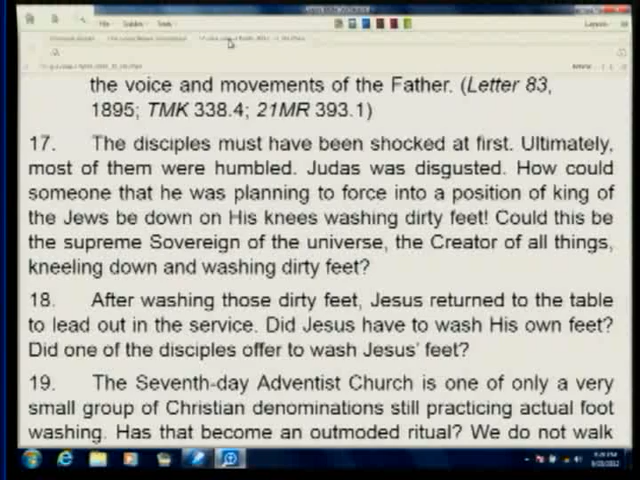 File
Guides
Tools
Layouts
the voice and movements of the Father. (Letter 83,
1895; TMK 338.4; 21MR 393.1)
17. The disciples must have been shocked at first. Ultimately,
most of them were humbled. Judas was disgusted. How could
someone that he was planning to force into a position of king of
the Jews be down on His knees washing dirty feet! Could this be
the supreme Sovereign of the universe, the Creator of all things,
kneeling down and washing dirty feet?
18. After washing those dirty feet, Jesus returned to the table
to lead out in the service. Did Jesus have to wash His own feet?
Did one of the disciples offer to wash Jesus' feet?
19. The Seventh-day Adventist Church is one of only a very
small group of Christian denominations still practicing actual foot
washing. Has that become an outmoded ritual? We do not walk